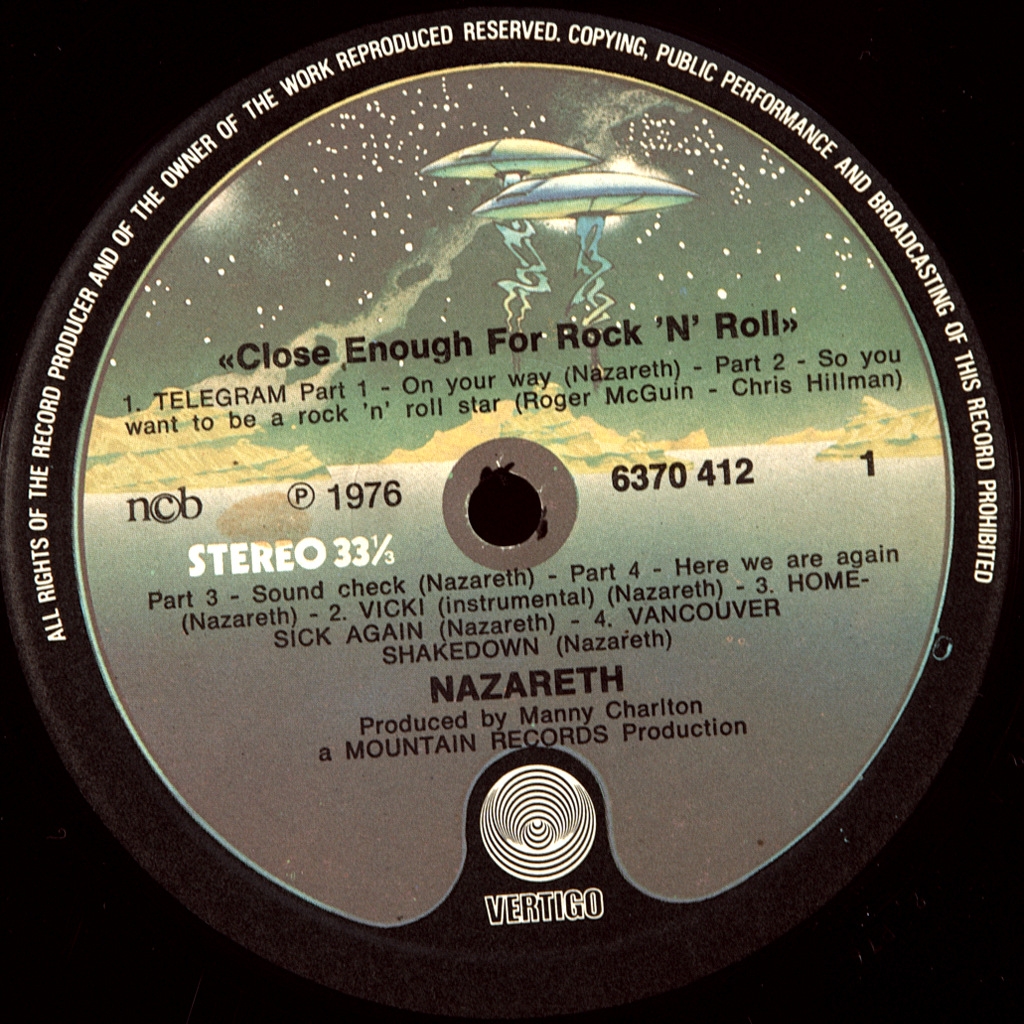 ALL RIGHTS OF THE RECORD PRODUCER AND OF THE OWNER OF THE WORK REPRODUCED RESERVED. COPYING, PUBLIC PERFORMANCE AND BROADCASTING OF THIS RECORD PROHIBITED
«Close Enough For Rock 'N' Roll»
1. TELEGRAM Part 1 - On your way (Nazareth) - Part 2 - So you
want to be a rock 'n' roll star (Roger McGuin - Chris Hillman)
n©b ℗ 1976 6370 412 1
STEREO 33⅓
Part 3 - Sound check (Nazareth) - Part 4 - Here we are again
(Nazareth) - 2. VICKI (instrumental) (Nazareth) - 3. HOME-
SICK AGAIN (Nazareth) - 4. VANCOUVER
SHAKEDOWN (Nazareth)
NAZARETH
Produced by Manny Charlton
a MOUNTAIN RECORDS Production
VERTIGO